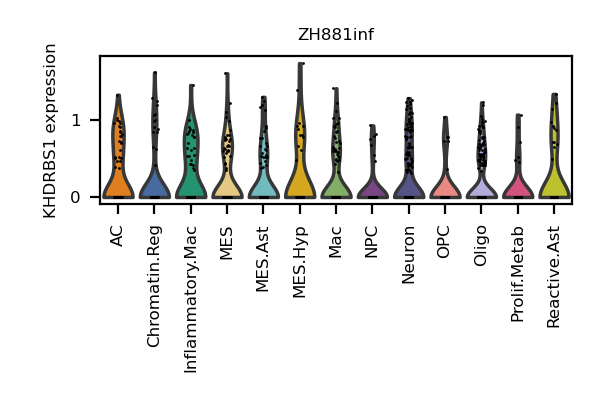 ZH881inf
KHDRBS1 expression
1
0
AC
Chromatin.Reg
Inflammatory.Mac
MES
MES.Ast
MES.Hyp
Mac
NPC
Neuron
OPC
Oligo
Prolif.Metab
Reactive.Ast